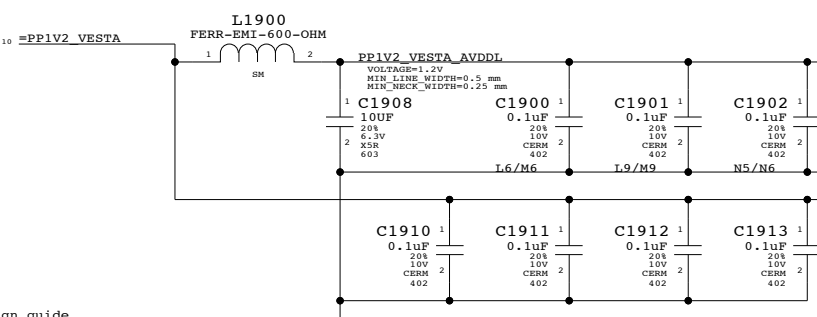 L1900
FERR-EMI-600-OHM
10 =PP1V2_VESTA
1 2
SM
PP1V2_VESTA_AVDDL
VOLTAGE=1.2V
MIN_LINE_WIDTH=0.5 mm
MIN_NECK_WIDTH=0.25 mm
1 C1908
10UF
20%
6.3V
2 X5R
603
C1900 1
0.1uF
20%
10V
CERM 2
402
L6/M6
C1901 1
0.1uF
20%
10V
CERM 2
402
L9/M9
C1902 1
0.1uF
20%
10V
CERM 2
402
N5/N6
C1910 1
0.1uF
20%
10V
CERM 2
402
C1911 1
0.1uF
20%
10V
CERM 2
402
C1912 1
0.1uF
20%
10V
CERM 2
402
C1913 1
0.1uF
20%
10V
CERM 2
402
gn guide